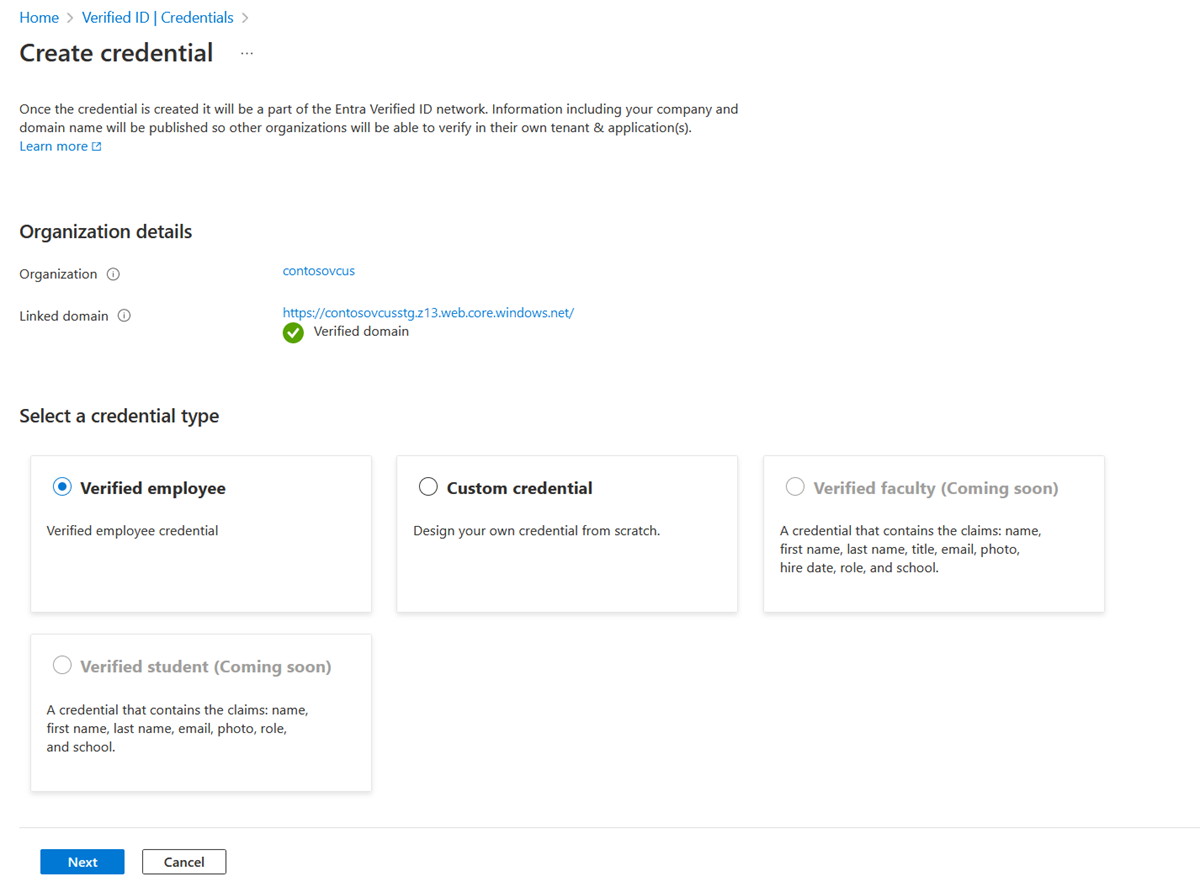 Home > Verified ID | Credentials >
Create credential ...
Once the credential is created it will be a part of the Entra Verified ID network. Information including your company and
domain name will be published so other organizations will be able to verify in their own tenant & application(s).
Learn more
Organization details
Organization
contosovcus
Linked domain
https://contosovcusstg.z13.web.core.windows.net/
Verified domain
Select a credential type
Verified employee
Verified employee credential
Custom credential
Design your own credential from scratch.
Verified faculty (Coming soon)
A credential that contains the claims: name,
first name, last name, title, email, photo,
hire date, role, and school.
Verified student (Coming soon)
A credential that contains the claims: name,
first name, last name, email, photo, role,
and school.
Next
Cancel